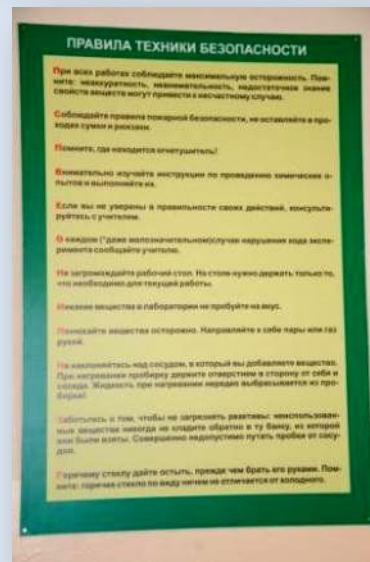 ПРАВИЛА ТЕХНИКИ БЕЗОПАСНОСТИ
При всех работах соблюдайте максимальную осторожность. Пом-
ните: неаккуратность, невнимательность, недостаточное знание
свойств веществ могут привести к несчастному случаю.
Соблюдайте правила пожарной безопасности, не оставляйте в про-
ходах сумки и рюкзаки.
Помните, где находится огнетушитель!
Внимательно изучайте инструкции по проведению химических о-
пытов и выполняйте их.
Если вы не уверены в правильности своих действий, консульти-
руйтесь с учителем.
О каждом (*даже малозначительном)случае нарушения хода экспе-
римента сообщайте учителю.
Не загромождайте рабочий стол. На столе нужно держать только то,
что необходимо для текущей работы.
Никакие вещества в лаборатории не пробуйте на вкус.
Понюхайте вещества осторожно. Направляйте к себе пары или газ
рукой.
Не наклоняйтесь над сосудом, в который вы добавляете вещество.
При нагревании пробирку держите отверстием в сторону от себя и
соседа. Жидкость при нагревании нередко выбрасывается из про-
бирки!
Заботьтесь о том, чтобы не загрязнять реактивы: неиспользован-
ные вещества никогда не кладите обратно в ту банку, из которой
они были взяты. Совершенно недопустимо путать пробки от сосу-
дов.
Горячему стеклу дайте остыть, прежде чем брать его руками. Пом-
ните: горячее стекло по виду ничем не отличается от холодного.